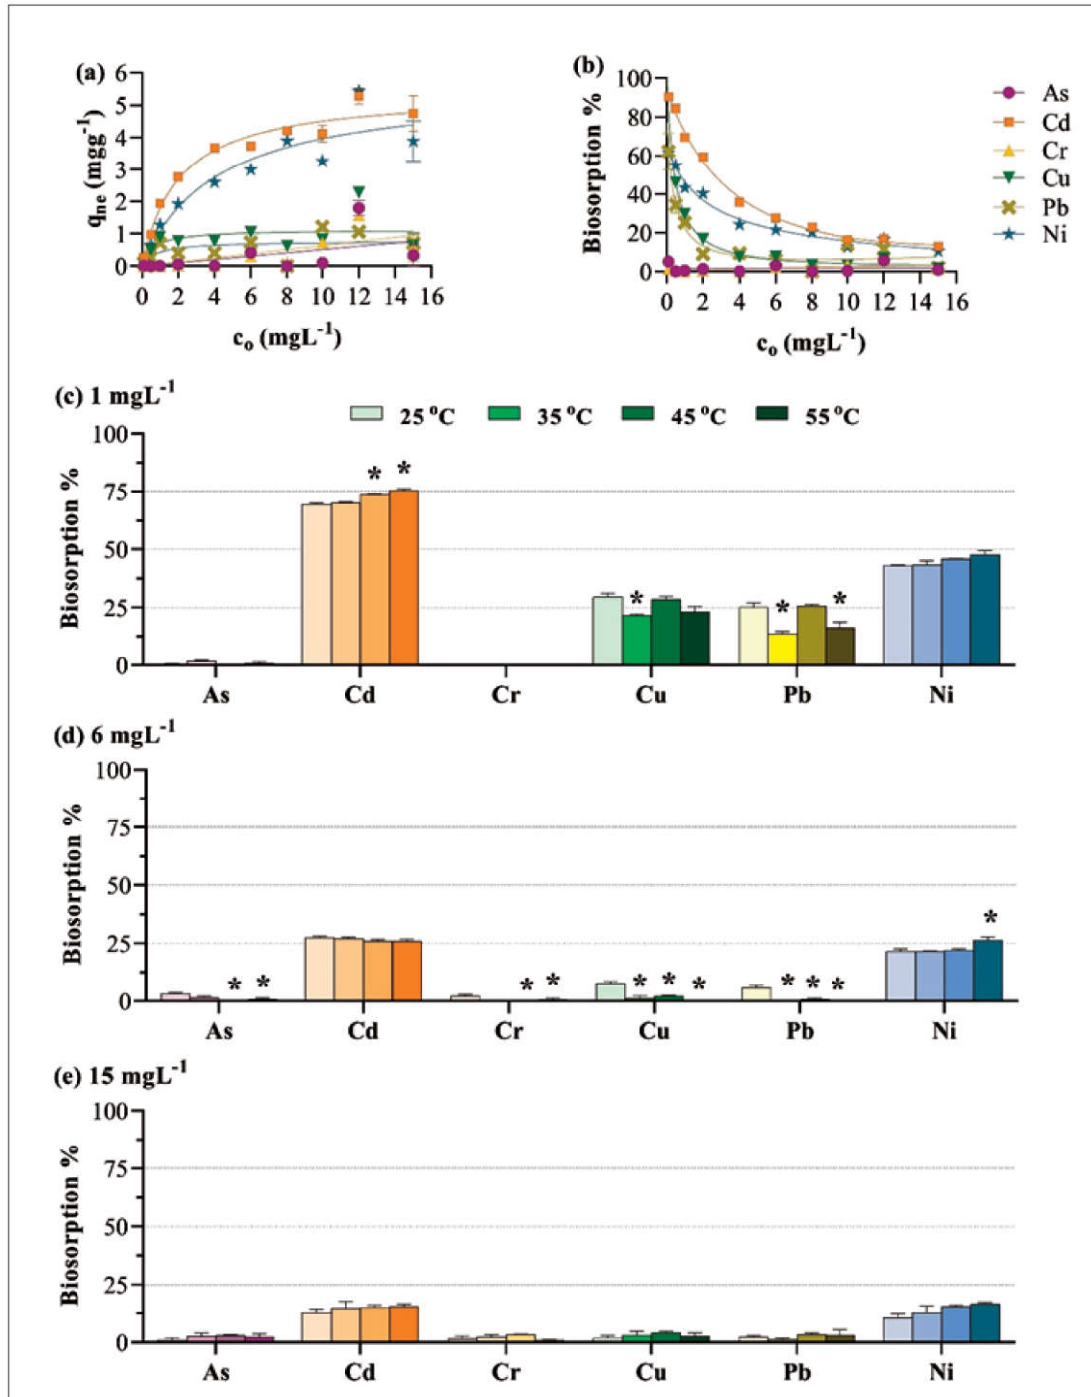 (a)
6
5
4
3
2
1
0
qne (mgg-1)
0 2 4 6 8 10 12 14 16
co (mgL-1)
(b)
100
80
60
40
20
0
Biosorption %
0 2 4 6 8 10 12 14 16
co (mgL-1)
As
Cd
Cr
Cu
Pb
Ni
(c) 1 mgL-1
25 oC 35 oC 45 oC 55 oC
100
75
50
25
0
Biosorption %
* *
* * *
As Cd Cr Cu Pb Ni
(d) 6 mgL-1
100
75
50
25
0
Biosorption %
*
* * * * * * * * * *
As Cd Cr Cu Pb Ni
(e) 15 mgL-1
100
75
50
25
0
Biosorption %
As Cd Cr Cu Pb Ni